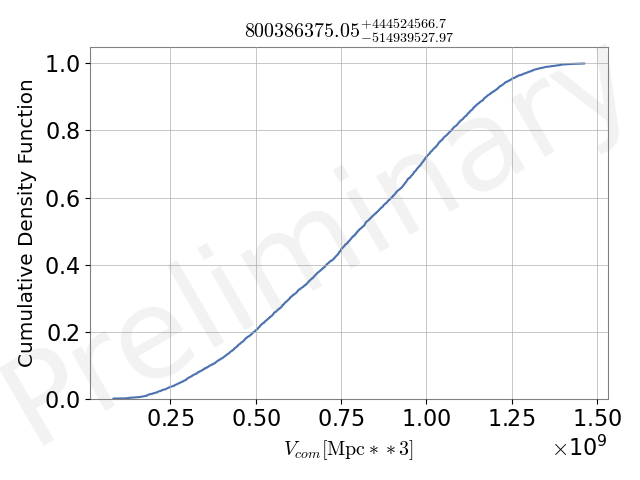 800386375.05^{+444524566.7}_{-514939527.97}
Cumulative Density Function
1.0
0.8
0.6
0.4
0.2
0.0
0.25 0.50 0.75 1.00 1.25 1.50
×10^9
V_{com}[Mpc * *3]
Preliminary